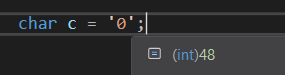 char c = '0';
(int)48